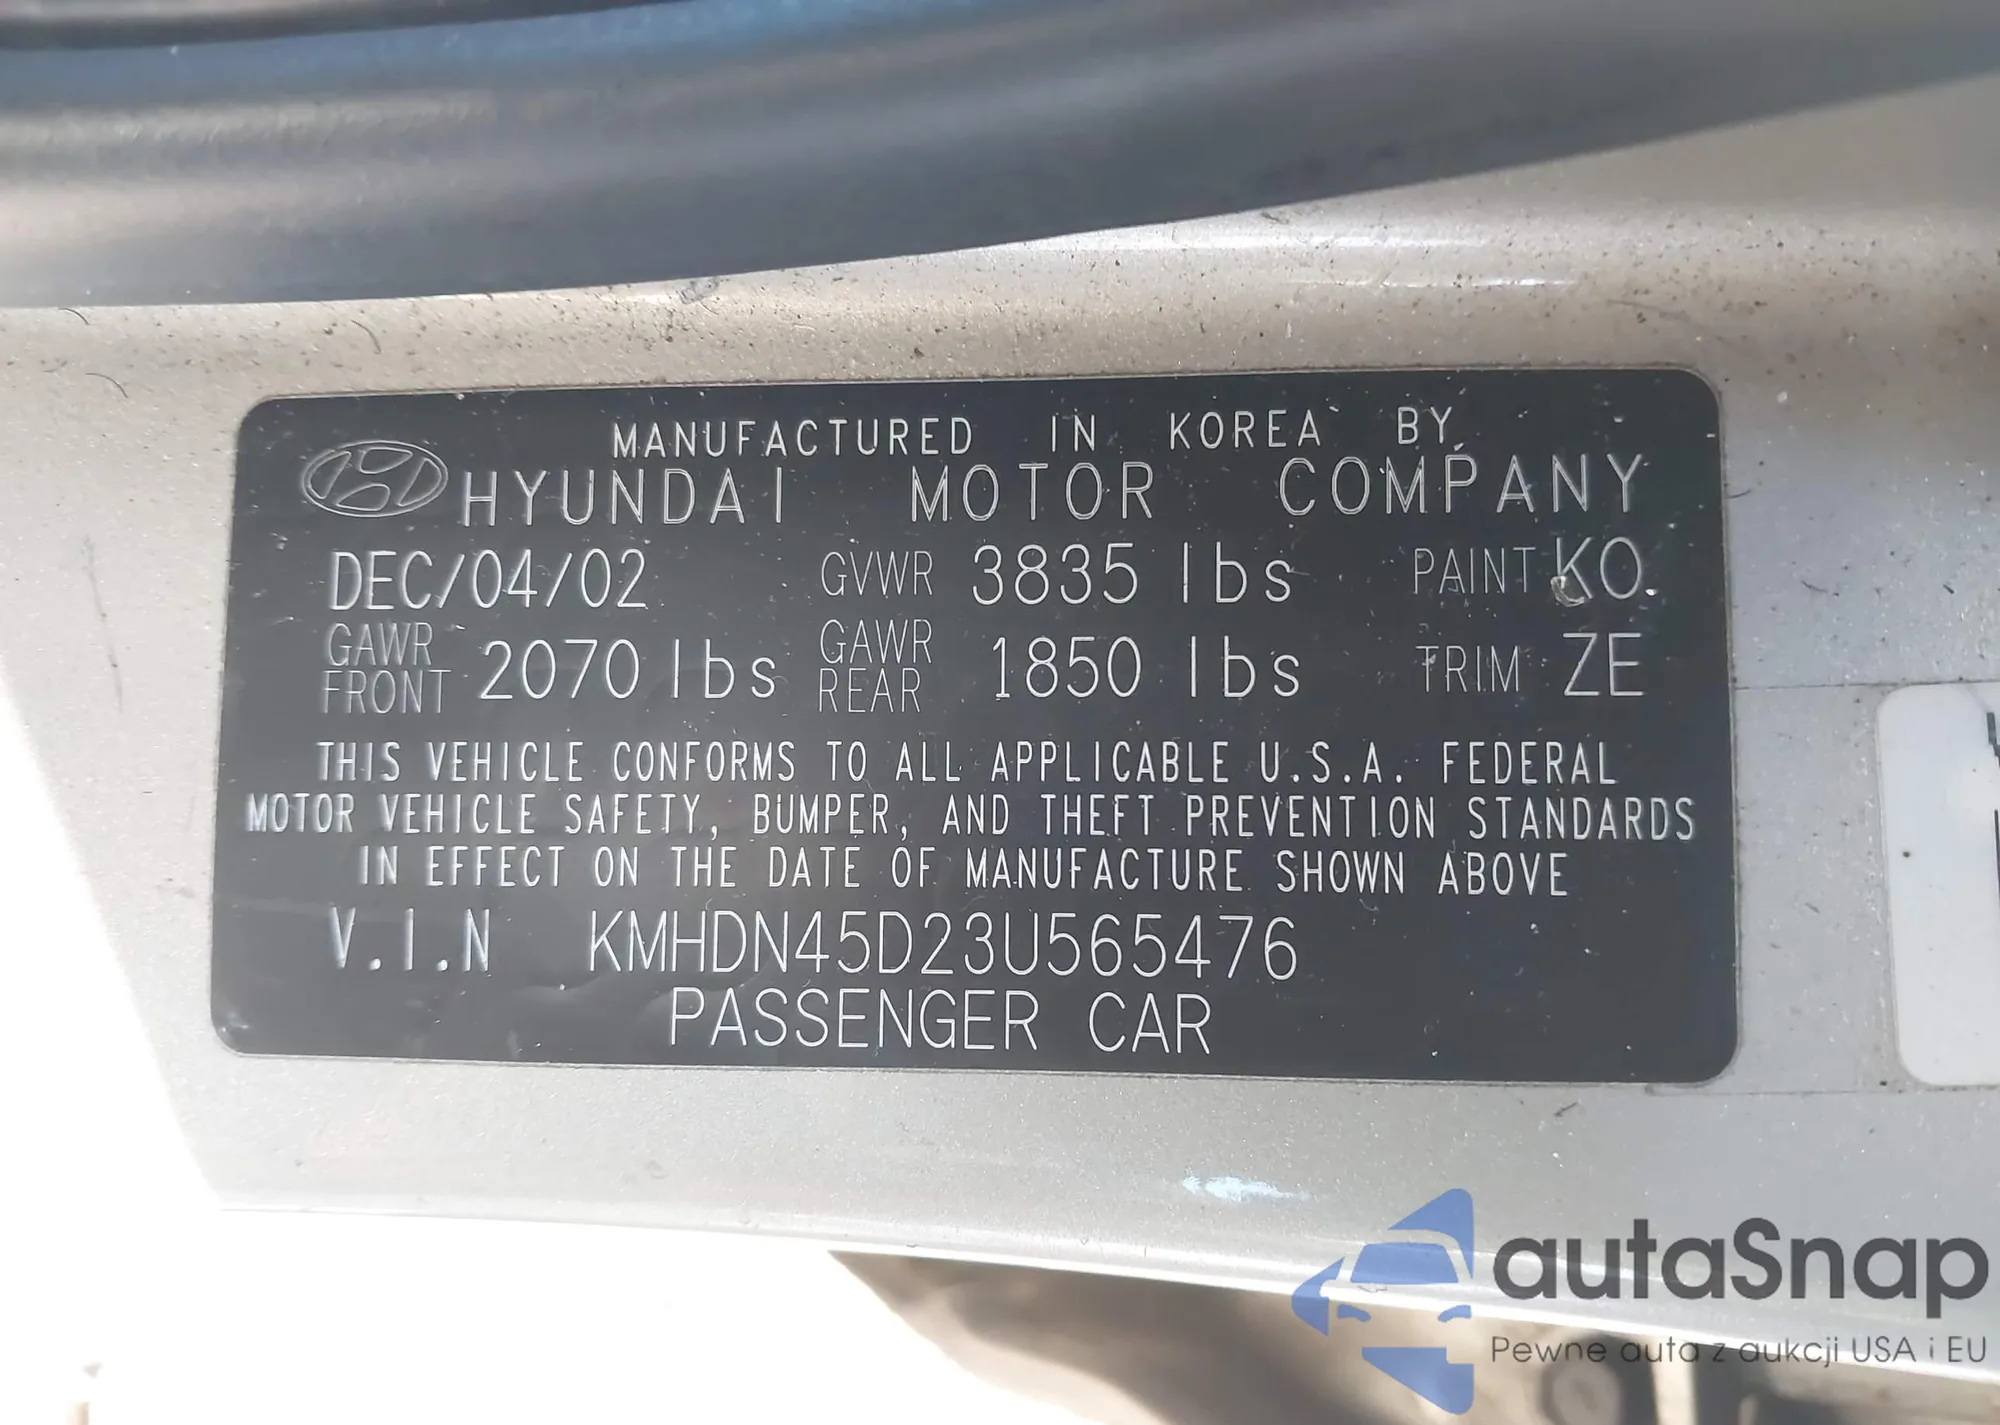 MANUFACTURED IN KOREA BY
HYUNDAI MOTOR COMPANY
DEC/04/02 GVWR 3835 lbs PAINT KO
GAWR FRONT 2070 lbs GAWR REAR 1850 lbs TRIM ZE
THIS VEHICLE CONFORMS TO ALL APPLICABLE U.S.A. FEDERAL
MOTOR VEHICLE SAFETY, BUMPER, AND THEFT PREVENTION STANDARDS
IN EFFECT ON THE DATE OF MANUFACTURE SHOWN ABOVE
V.I.N KMHDN45D23U565476
PASSENGER CAR
autaSnap
Pewne auta z aukcji USA i EU